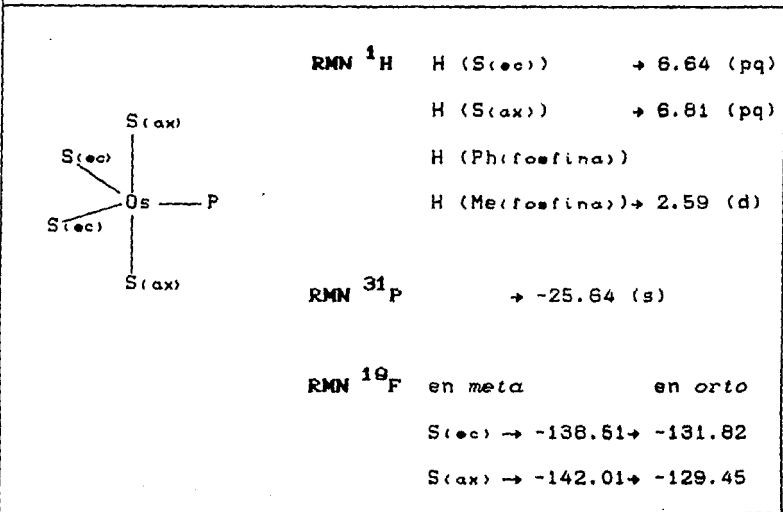 RMN ¹H H (S(ec)) → 6.64 (pq)
S(ax) H (S(ax)) → 6.81 (pq)
S(ec) H (Ph(fosfina))
Os P H (Me(fosfina)) → 2.59 (d)
S(ec)
S(ax)
RMN ³¹P → -25.64 (s)
RMN ¹⁹F en meta en orto
S(ec) → -138.51 → -131.82
S(ax) → -142.01 → -129.45